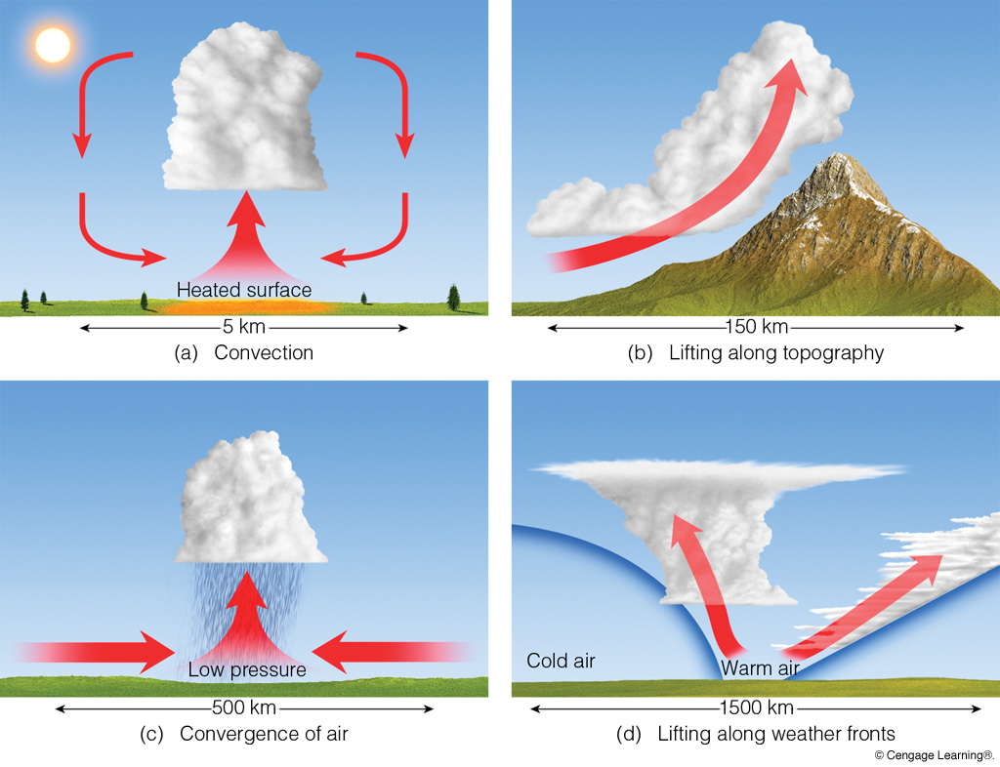 Heated surface
5 km
150 km
(a) Convection
(b) Lifting along topography
Low pressure
Cold air
Warm air
500 km
1500 km
(c) Convergence of air
(d) Lifting along weather fronts
© Cengage Learning®.